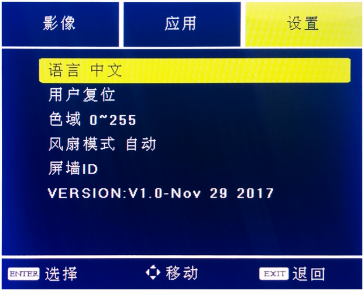 影像 应用 设置
语言 中文
用户复位
色域 0~255
风扇模式 自动
屏墙ID
VERSION:V1.0-Nov 29 2017
ENTER 选择 移动 EXIT 退回